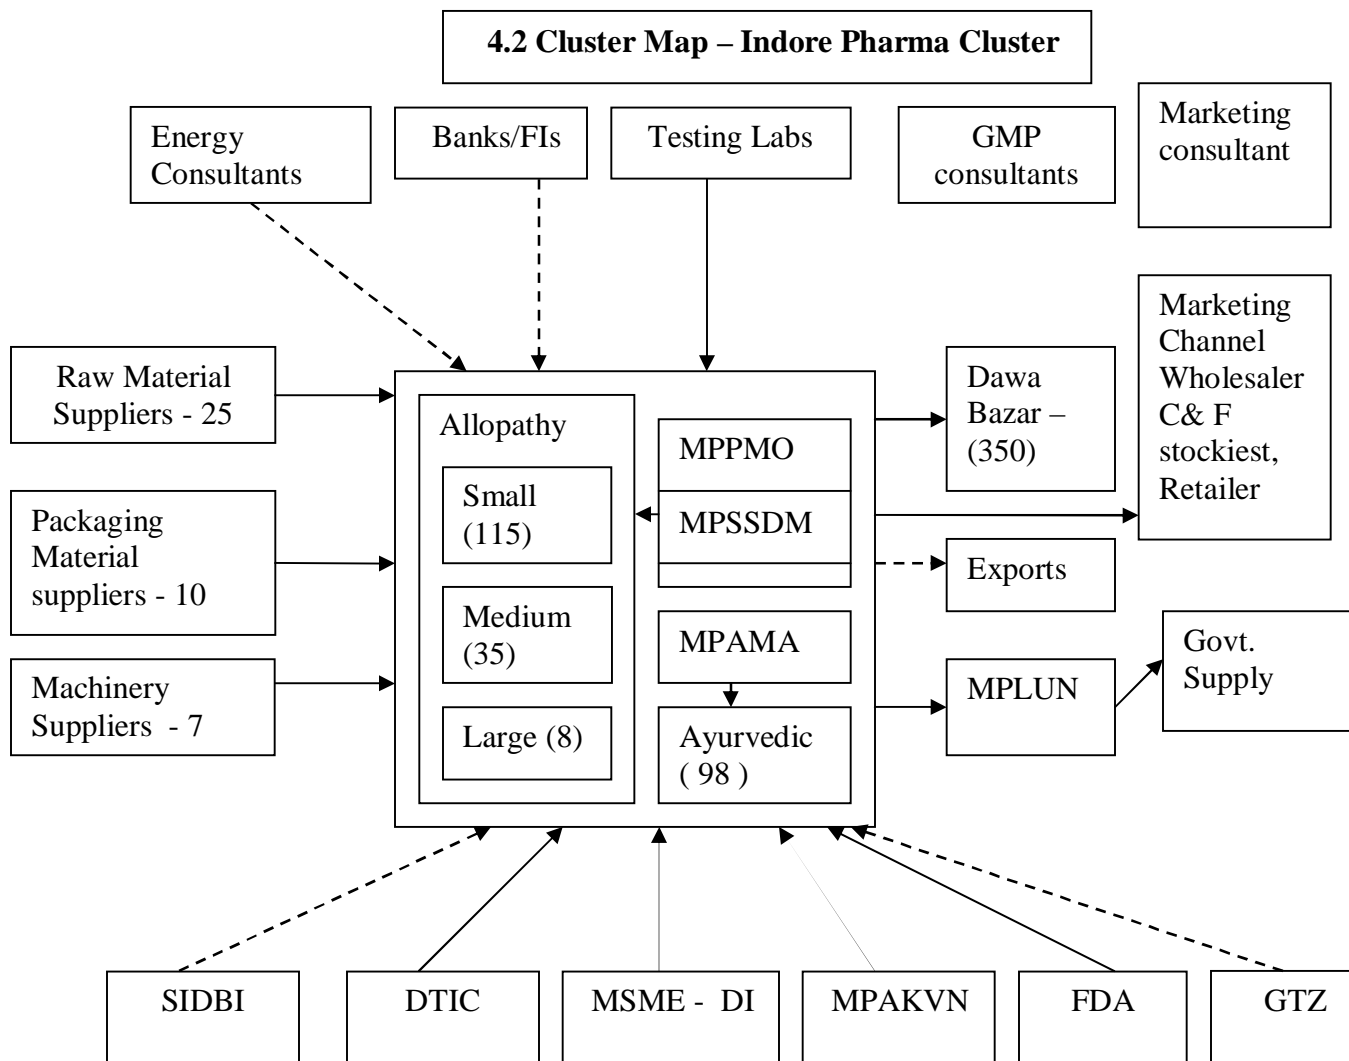 4.2 Cluster Map – Indore Pharma Cluster
Energy
Consultants
Banks/FIs
Testing Labs
GMP
consultants
Marketing
consultant
Raw Material
Suppliers - 25
Packaging
Material
suppliers - 10
Machinery
Suppliers - 7
Allopathy
Small
(115)
Medium
(35)
Large (8)
MPPMO
MPSSDM
MPAMA
Ayurvedic
( 98 )
Dawa
Bazar –
(350)
Marketing
Channel
Wholesaler
C& F
stockiest,
Retailer
Exports
MPLUN
Govt.
Supply
SIDBI
DTIC
MSME - DI
MPAKVN
FDA
GTZ